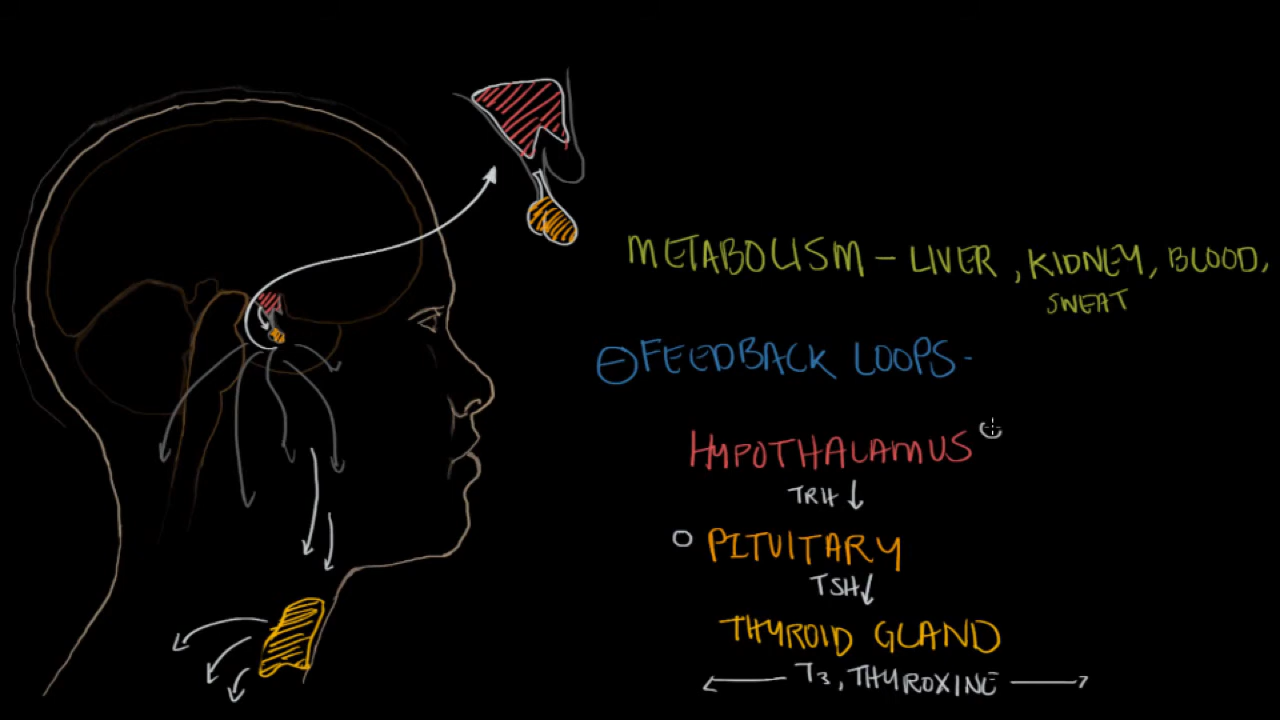 METABOLISM - LIVER, KIDNEY, BLOOD,
SWEAT
⊖FEEDBACK LOOPS-
HYPOTHALAMUS
TRH ↓
PITUITARY
TSH ↓
THYROID GLAND
← T3, THYROXINE →